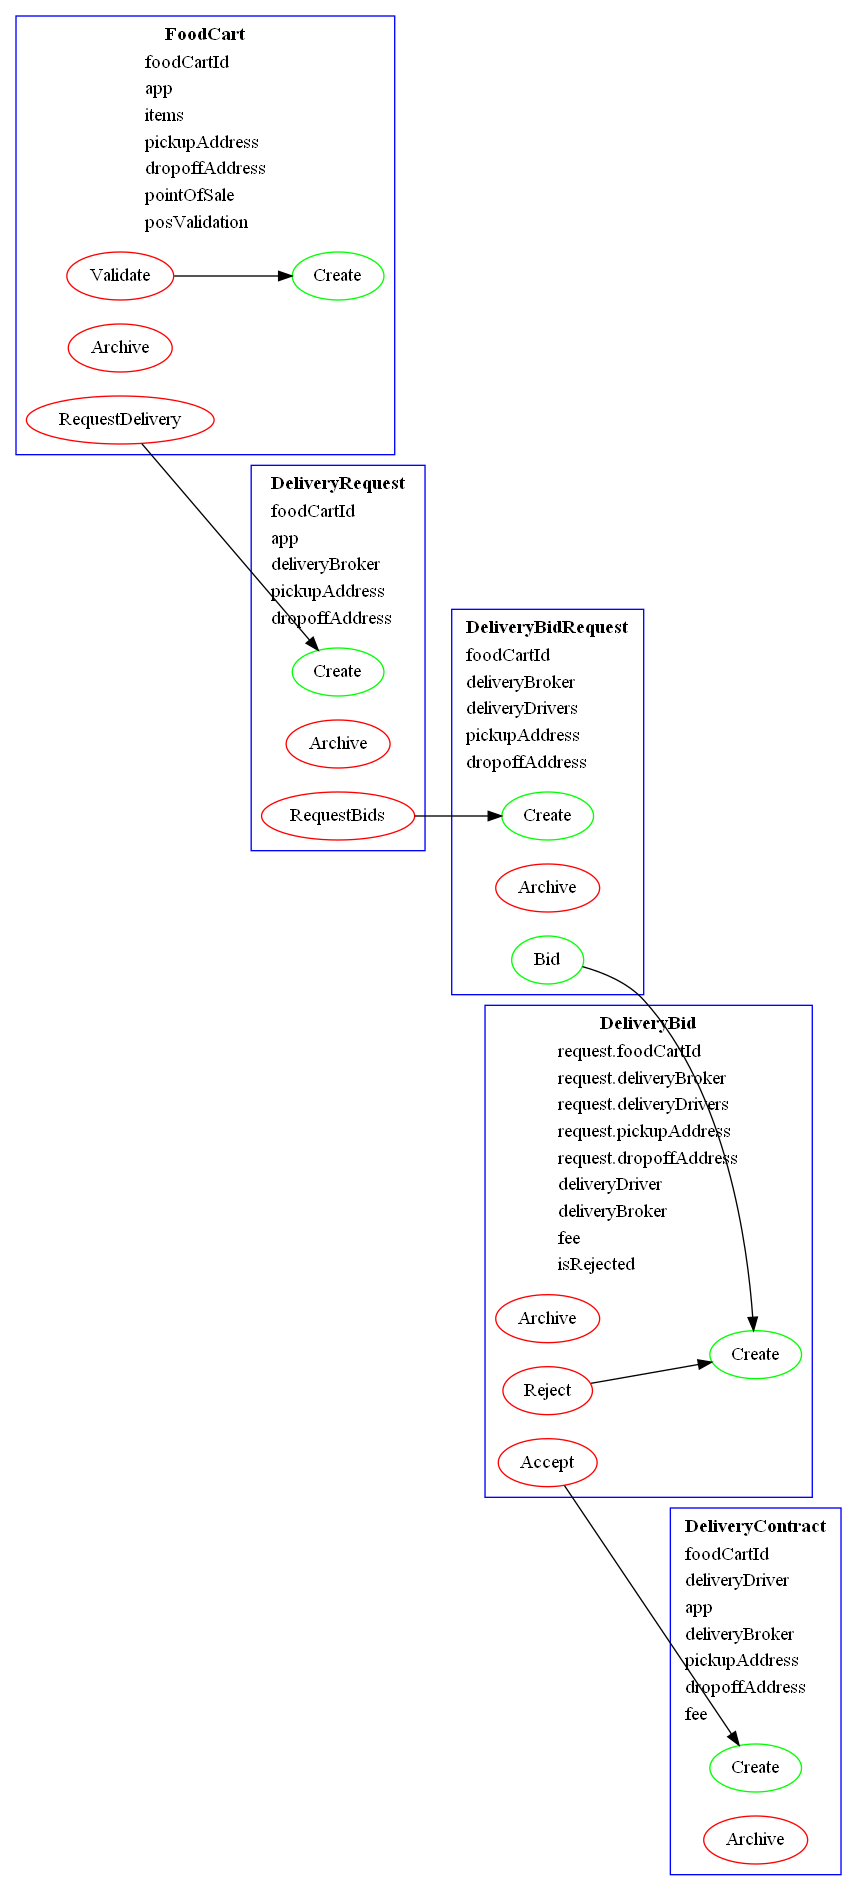 FoodCart
foodCartId
app
items
pickupAddress
dropoffAddress
pointOfSale
posValidation
Validate
Create
Archive
RequestDelivery
DeliveryRequest
foodCartId
app
deliveryBroker
pickupAddress
dropoffAddress
Create
Archive
RequestBids
DeliveryBidRequest
foodCartId
deliveryBroker
deliveryDrivers
pickupAddress
dropoffAddress
Create
Archive
Bid
DeliveryBid
request.foodCartId
request.deliveryBroker
request.deliveryDrivers
request.pickupAddress
request.dropoffAddress
deliveryDriver
deliveryBroker
fee
isRejected
Archive
Create
Reject
Accept
DeliveryContract
foodCartId
deliveryDriver
app
deliveryBroker
pickupAddress
dropoffAddress
fee
Create
Archive